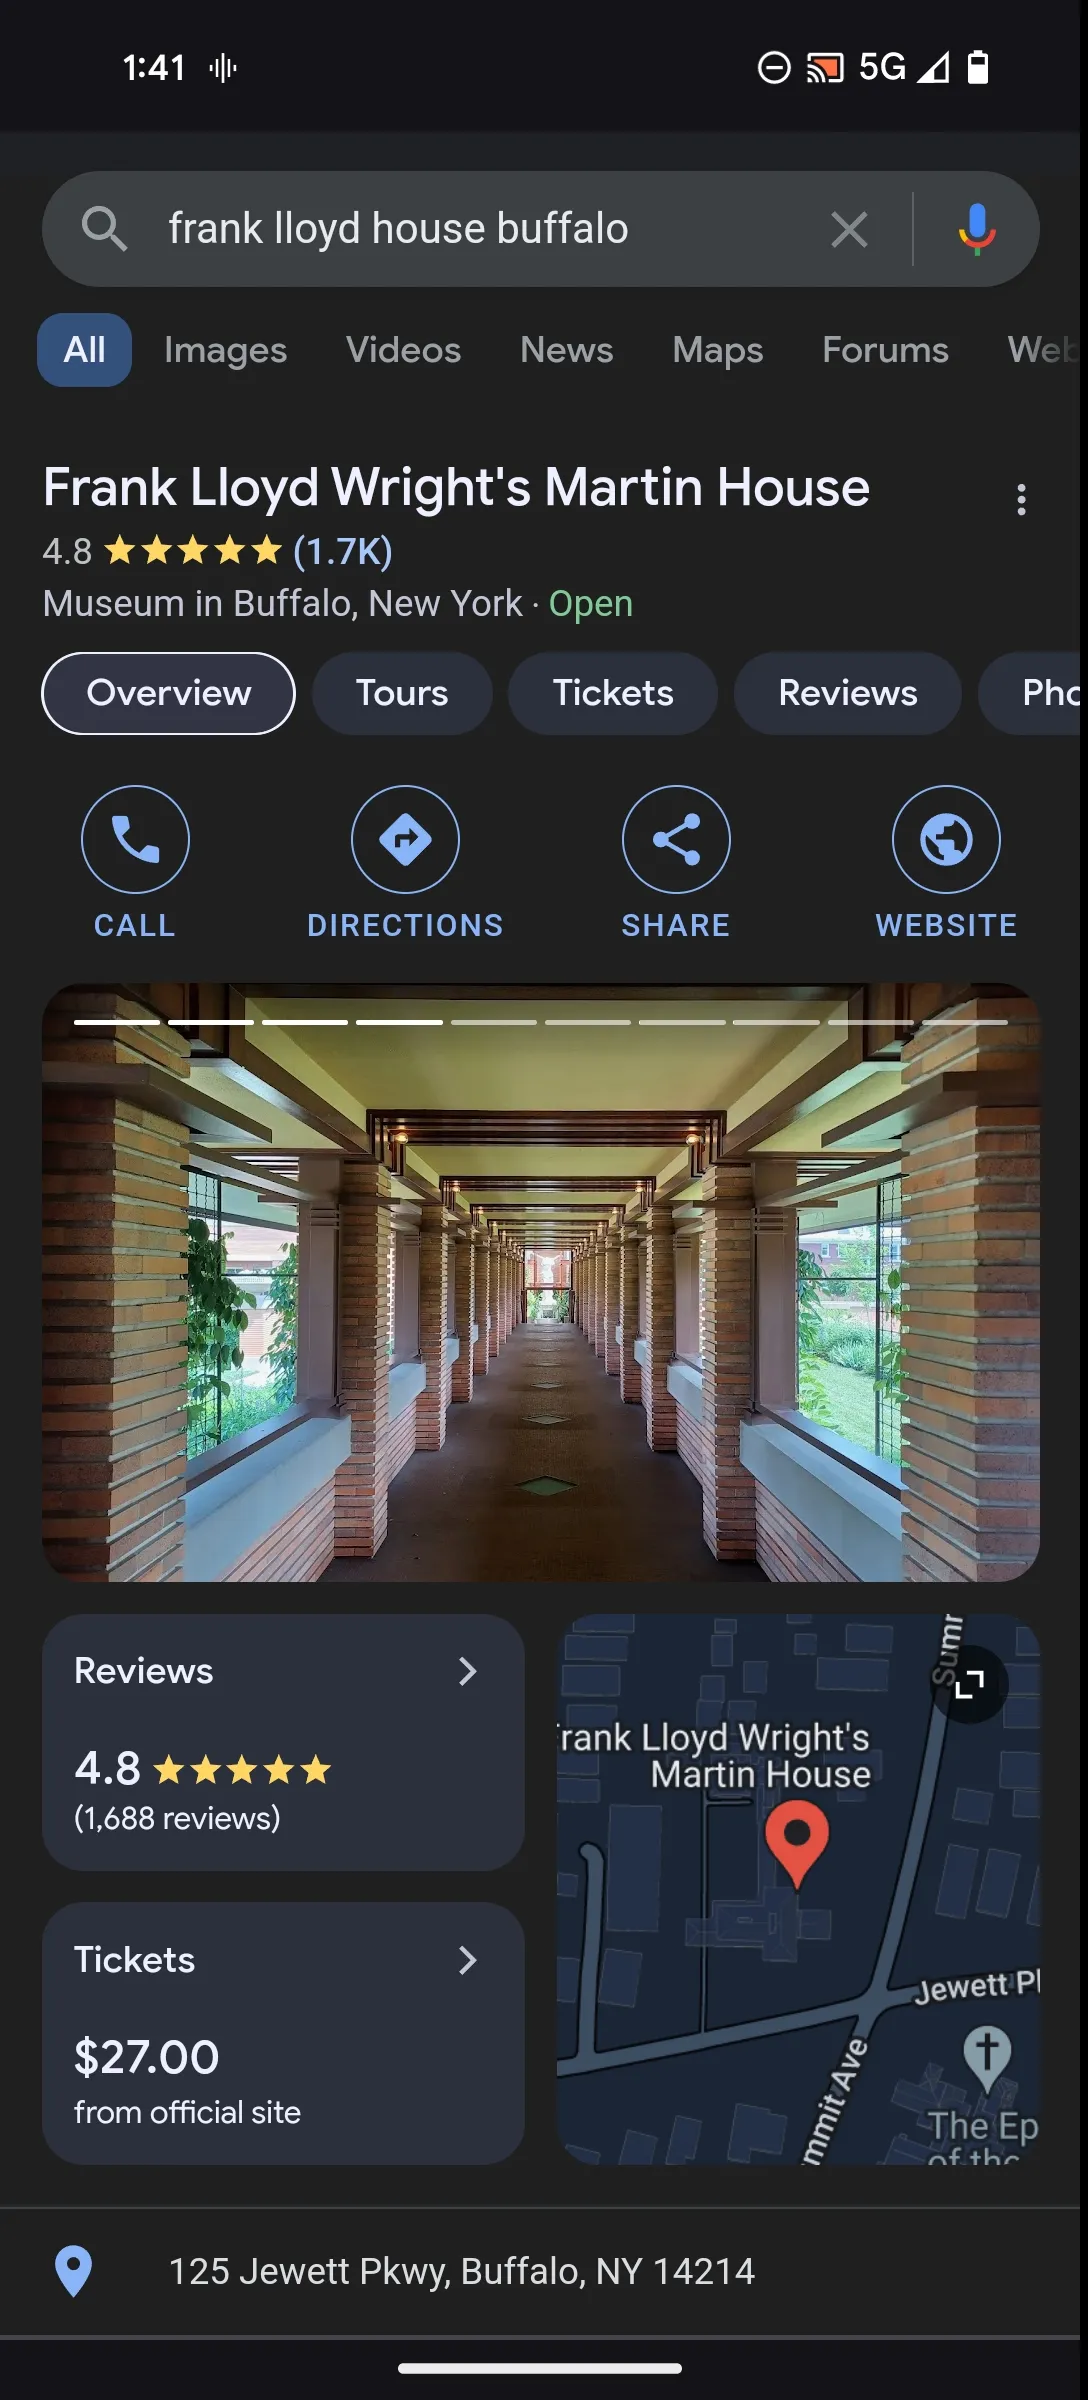 1:41
5G
frank lloyd house buffalo
All Images Videos News Maps Forums Web
Frank Lloyd Wright's Martin House
4.8 (1.7K)
Museum in Buffalo, New York · Open
Overview Tours Tickets Reviews Pho
CALL DIRECTIONS SHARE WEBSITE
Reviews
4.8
(1,688 reviews)
Tickets
$27.00
from official site
Summ
rank Lloyd Wright's
Martin House
Jewett Pk
mmit Ave
The Ep
of the
125 Jewett Pkwy, Buffalo, NY 14214